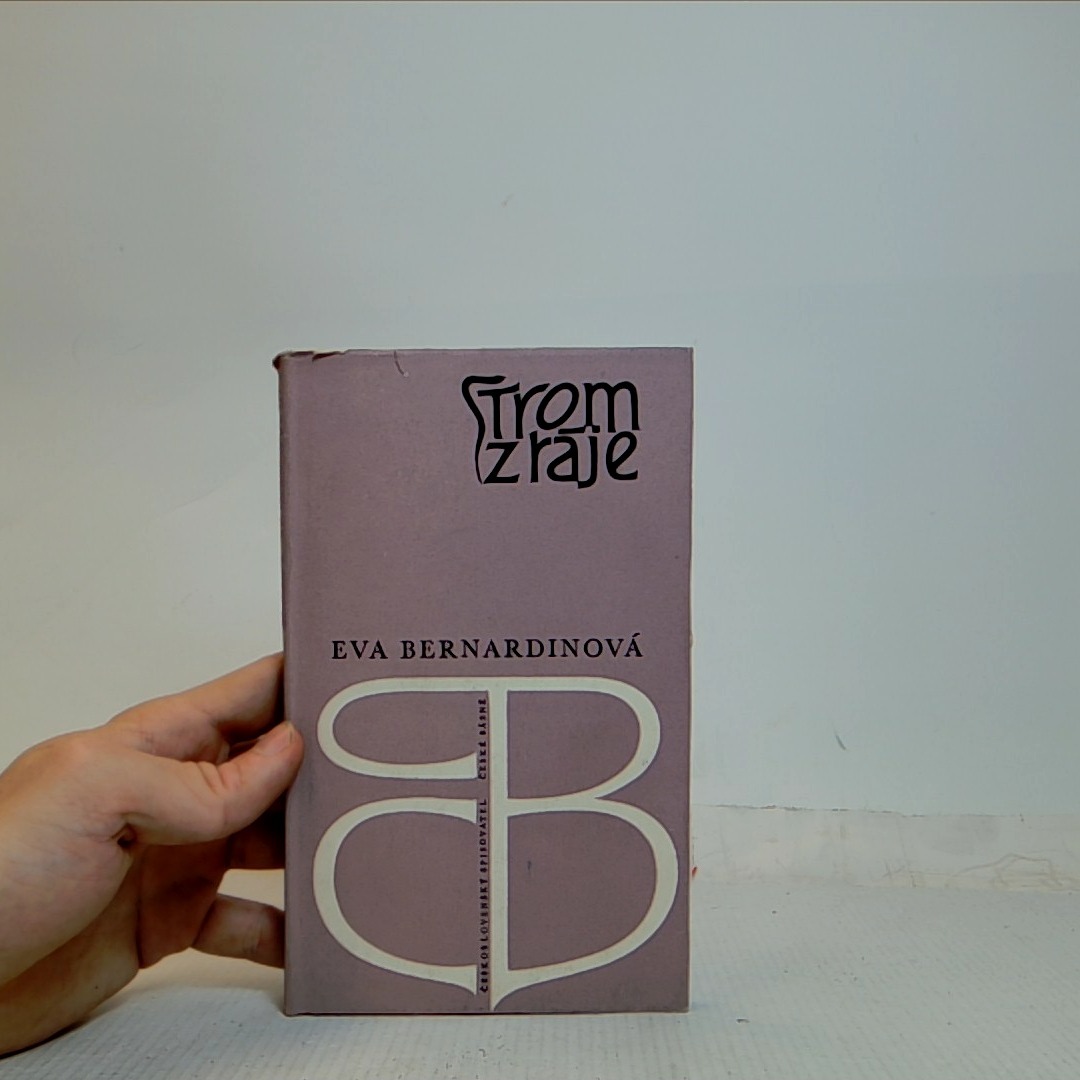 Strom
z ráje
EVA BERNARDINOVÁ
ČESKOSLOVENSKÝ SPISOVATEL ČESKÉ BÁSNĚ